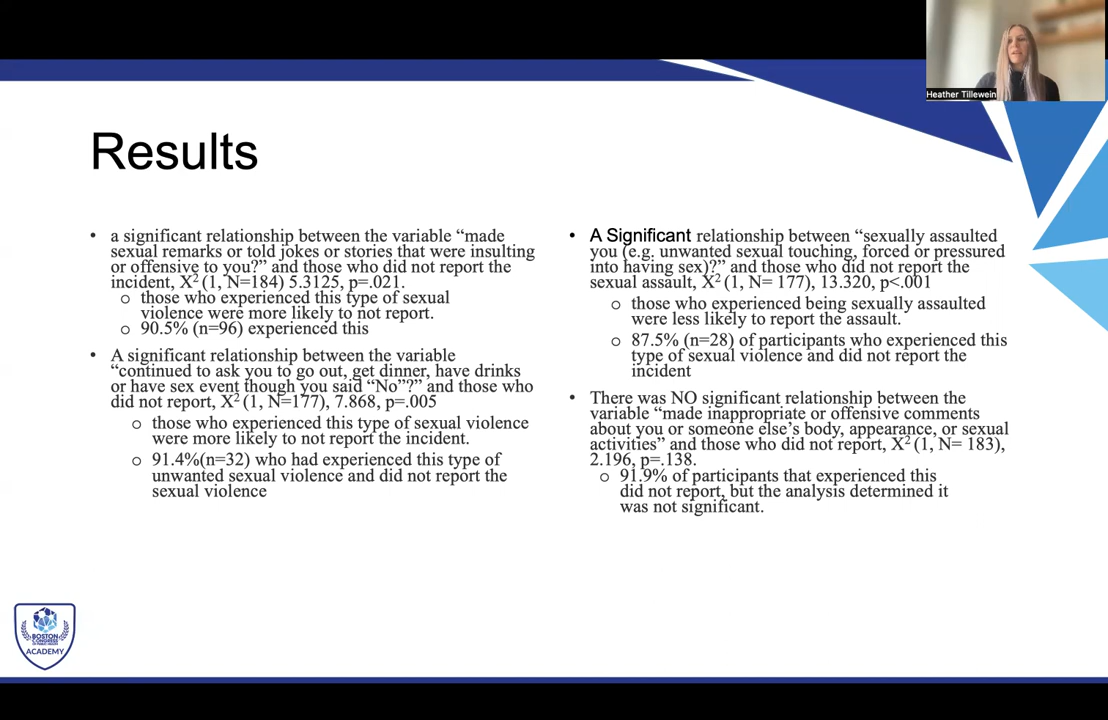 Heather Tillewein
Results
• a significant relationship between the variable “made
sexual remarks or told jokes or stories that were insulting
or offensive to you?” and those who did not report the
incident, X² (1, N=184) 5.3125, p=.021.
o those who experienced this type of sexual
violence were more likely to not report.
o 90.5% (n=96) experienced this
• A significant relationship between the variable
“continued to ask you to go out, get dinner, have drinks
or have sex event though you said “No”?” and those who
did not report, X² (1, N=177), 7.868, p=.005
o those who experienced this type of sexual violence
were more likely to not report the incident.
o 91.4%(n=32) who had experienced this type of
unwanted sexual violence and did not report the
sexual violence
• A Significant relationship between “sexually assaulted
you (e.g. unwanted sexual touching, forced or pressured
into having sex)?” and those who did not report the
sexual assault, X² (1, N= 177), 13.320, p<.001
o those who experienced being sexually assaulted
were less likely to report the assault.
o 87.5% (n=28) of participants who experienced this
type of sexual violence and did not report the
incident
• There was NO significant relationship between the
variable “made inappropriate or offensive comments
about you or someone else’s body, appearance, or sexual
activities” and those who did not report, X² (1, N= 183),
2.196, p=.138.
o 91.9% of participants that experienced this
did not report, but the analysis determined it
was not significant.
BOSTON
CONGRESS
OF PUBLIC HEALTH
ACADEMY